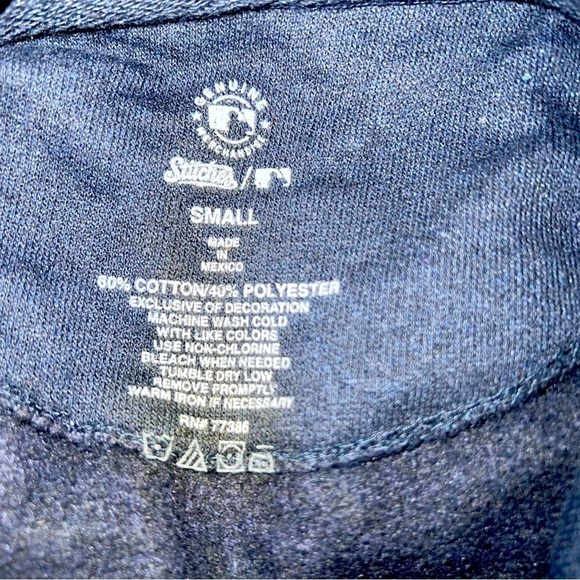 GENUINE
MERCHANDISE
Stitches /
SMALL
MADE
IN
MEXICO
60% COTTON/40% POLYESTER
EXCLUSIVE OF DECORATION
MACHINE WASH COLD
WITH LIKE COLORS
USE NON-CHLORINE
BLEACH WHEN NEEDED
TUMBLE DRY LOW
REMOVE PROMPTLY
WARM IRON IF NECESSARY
RN# 77386